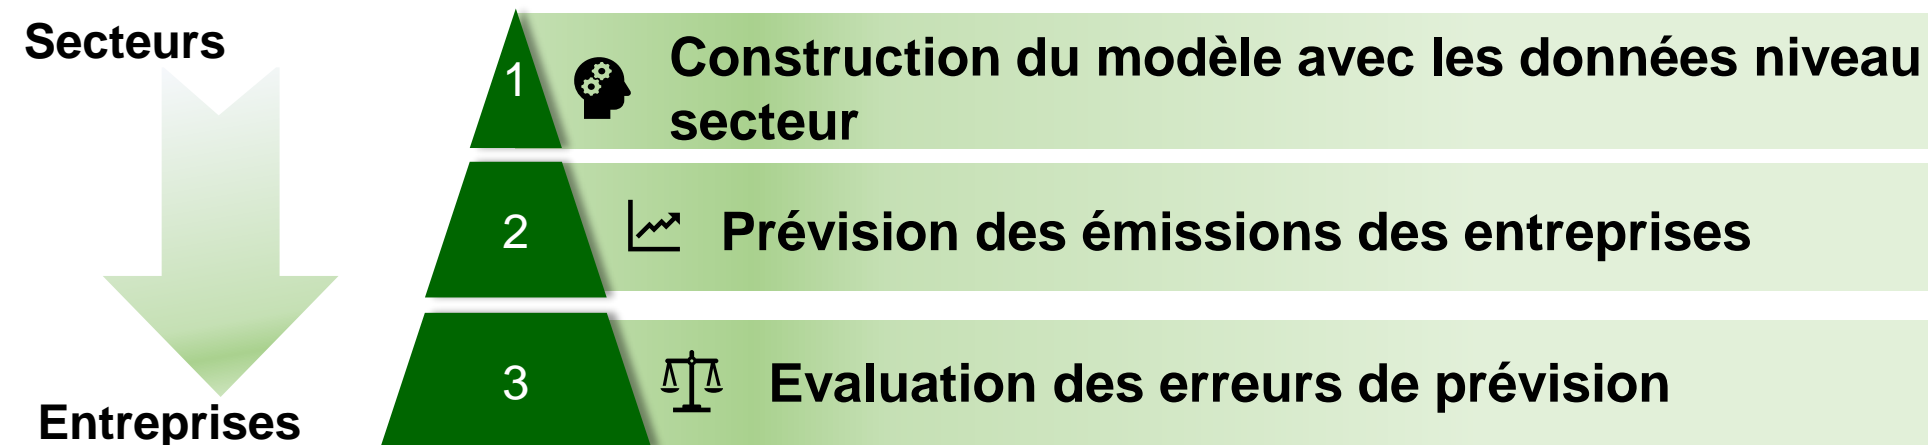 Secteurs
1
Construction du modèle avec les données niveau
secteur
2
Prévision des émissions des entreprises
3
Evaluation des erreurs de prévision
Entreprises